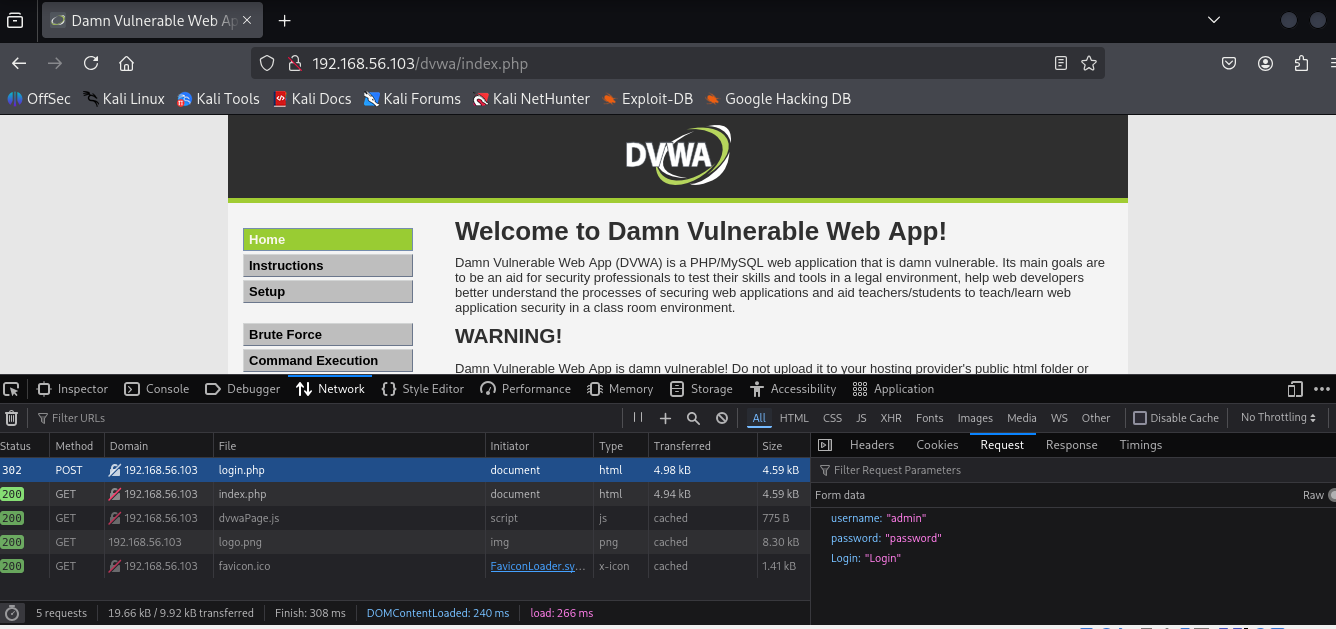 Damn Vulnerable Web Ap
192.168.56.103/dvwa/index.php
OffSec Kali Linux Kali Tools Kali Docs Kali Forums Kali NetHunter Exploit-DB Google Hacking DB
DVWA
Home
Instructions
Setup
Brute Force
Command Execution
Welcome to Damn Vulnerable Web App!
Damn Vulnerable Web App (DVWA) is a PHP/MySQL web application that is damn vulnerable. Its main goals are
to be an aid for security professionals to test their skills and tools in a legal environment, help web developers
better understand the processes of securing web applications and aid teachers/students to teach/learn web
application security in a class room environment.
WARNING!
Damn Vulnerable Web App is damn vulnerable! Do not upload it to your hosting provider's public html folder or
Inspector Console Debugger Network Style Editor Performance Memory Storage Accessibility Application
Filter URLs All HTML CSS JS XHR Fonts Images Media WS Other Disable Cache No Throttling
Status Method Domain File Initiator Type Transferred Size
302 POST 192.168.56.103 login.php document html 4.98 kB 4.59 kB
200 GET 192.168.56.103 index.php document html 4.94 kB 4.59 kB
200 GET 192.168.56.103 dvwaPage.js script js cached 775 B
200 GET 192.168.56.103 logo.png img png cached 8.30 kB
200 GET 192.168.56.103 favicon.ico FaviconLoader.sy... x-icon cached 1.41 kB
5 requests 19.66 kB / 9.92 kB transferred Finish: 308 ms DOMContentLoaded: 240 ms load: 266 ms
Headers Cookies Request Response Timings
Filter Request Parameters
Form data Raw
username: "admin"
password: "password"
Login: "Login"